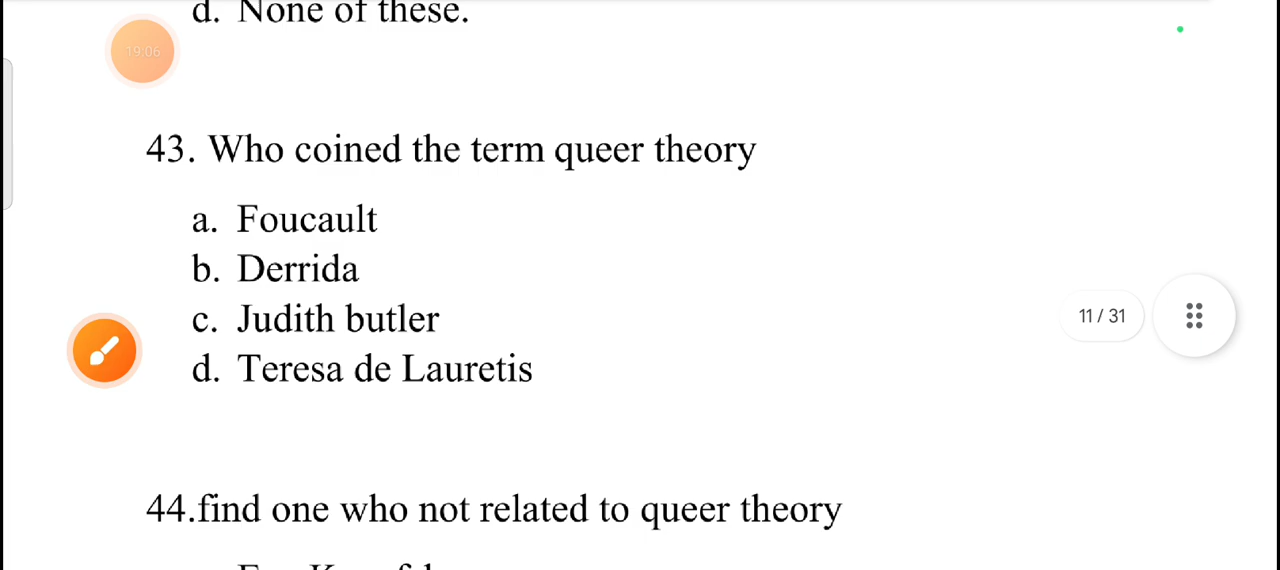 d. None of these.
19:06
43. Who coined the term queer theory
a. Foucault
b. Derrida
c. Judith butler
11 / 31
d. Teresa de Lauretis
44.find one who not related to queer theory